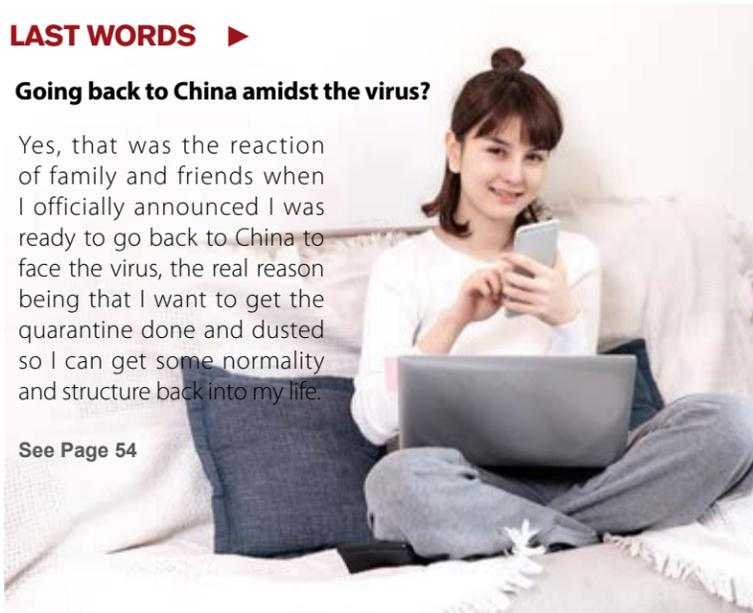 LAST WORDS
Going back to China amidst the virus?
Yes, that was the reaction
of family and friends when
I officially announced I was
ready to go back to China to
face the virus, the real reason
being that I want to get the
quarantine done and dusted
so I can get some normality
and structure back into my life.
See Page 54